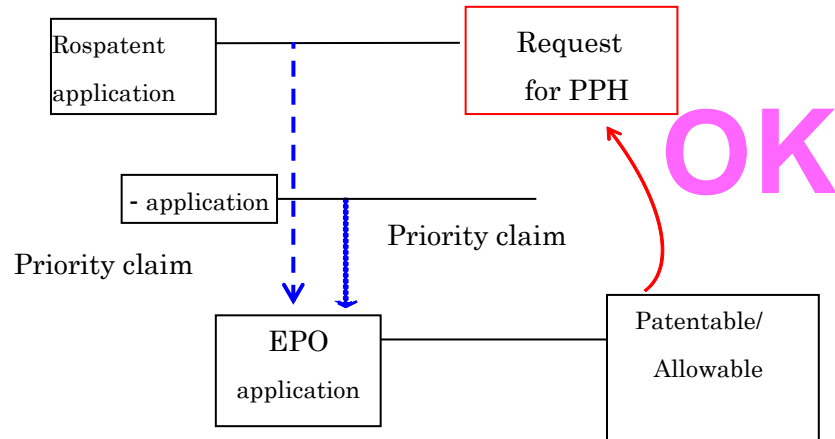 Rospatent
application
Request
for PPH
OK
- application
Priority claim
Priority claim
EPO
application
Patentable/
Allowable